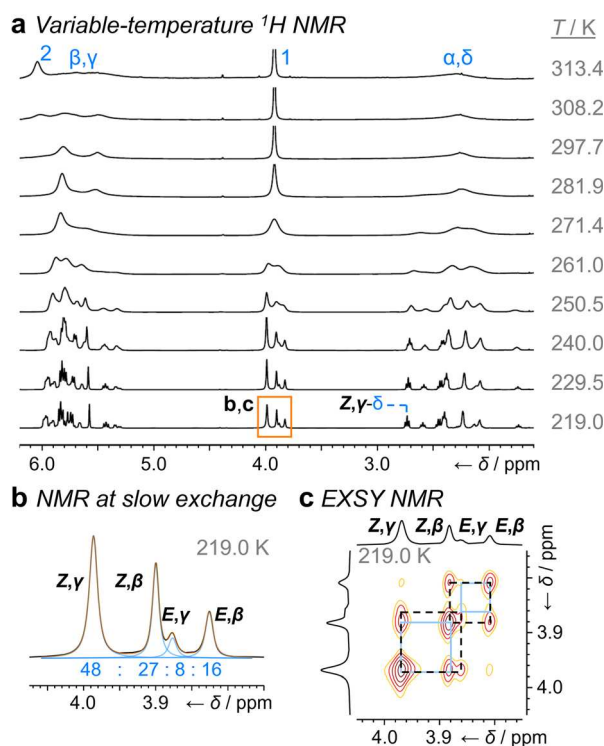 a Variable-temperature ¹H NMR
T / K
2 β,γ 1 α,δ
313.4
308.2
297.7
281.9
271.4
261.0
250.5
240.0
229.5
b,c Z,γ-δ
219.0
6.0 5.0 4.0 3.0 ← δ / ppm
b NMR at slow exchange
219.0 K
Z,γ Z,β E,γ E,β
48 : 27 : 8 : 16
4.0 3.9 ← δ / ppm
c EXSY NMR
Z,γ Z,β E,γ E,β
219.0 K
3.9
4.0
← δ / ppm
4.0 3.9 ← δ / ppm